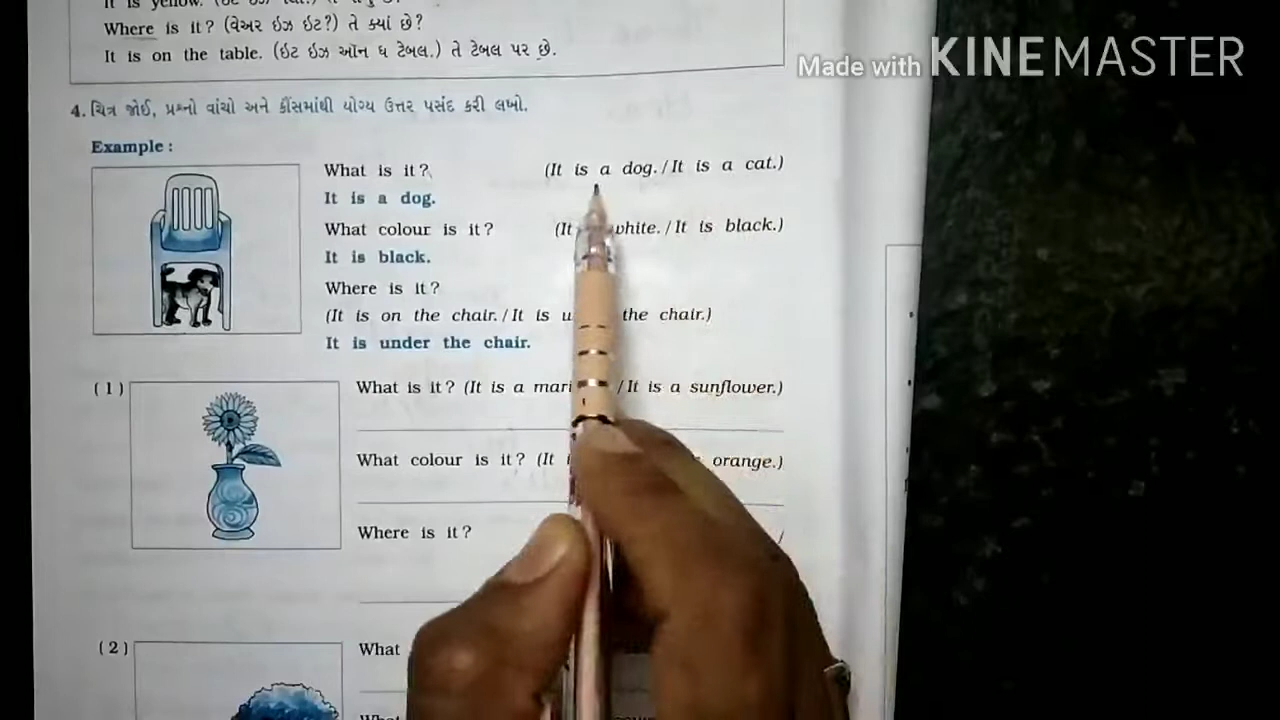 Where is it? (વેઅર ઇઝ ઇટ?) તે ક્યાં છે?
It is on the table. (ઇટ ઇઝ ઑન ધ ટેબલ.) તે ટેબલ પર છે.
Made with KINEMASTER
4. ચિત્ર જોઈ, પ્રશ્નો વાંચો અને કૌંસમાંથી યોગ્ય ઉત્તર પસંદ કરી લખો.
Example :
What is it? (It is a dog. / It is a cat.)
It is a dog.
What colour is it? (It white. / It is black.)
It is black.
Where is it?
(It is on the chair. / It is the chair.)
It is under the chair.
(1) What is it? (It is a / It is a sunflower.)
What colour is it? (It orange.)
Where is it?
(2) What